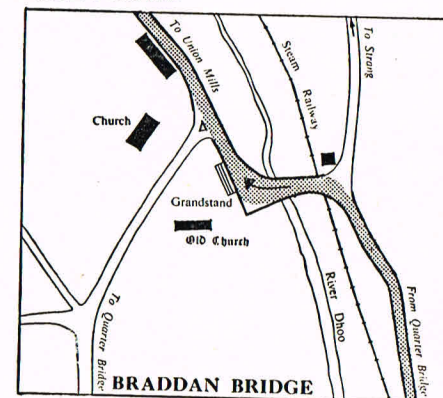 To Union Mills
Steam Railway
To Strang
Church
Grandstand
Old Church
River Dhoo
To Quarter Bridge
From Quarter Bridge
BRADDAN BRIDGE